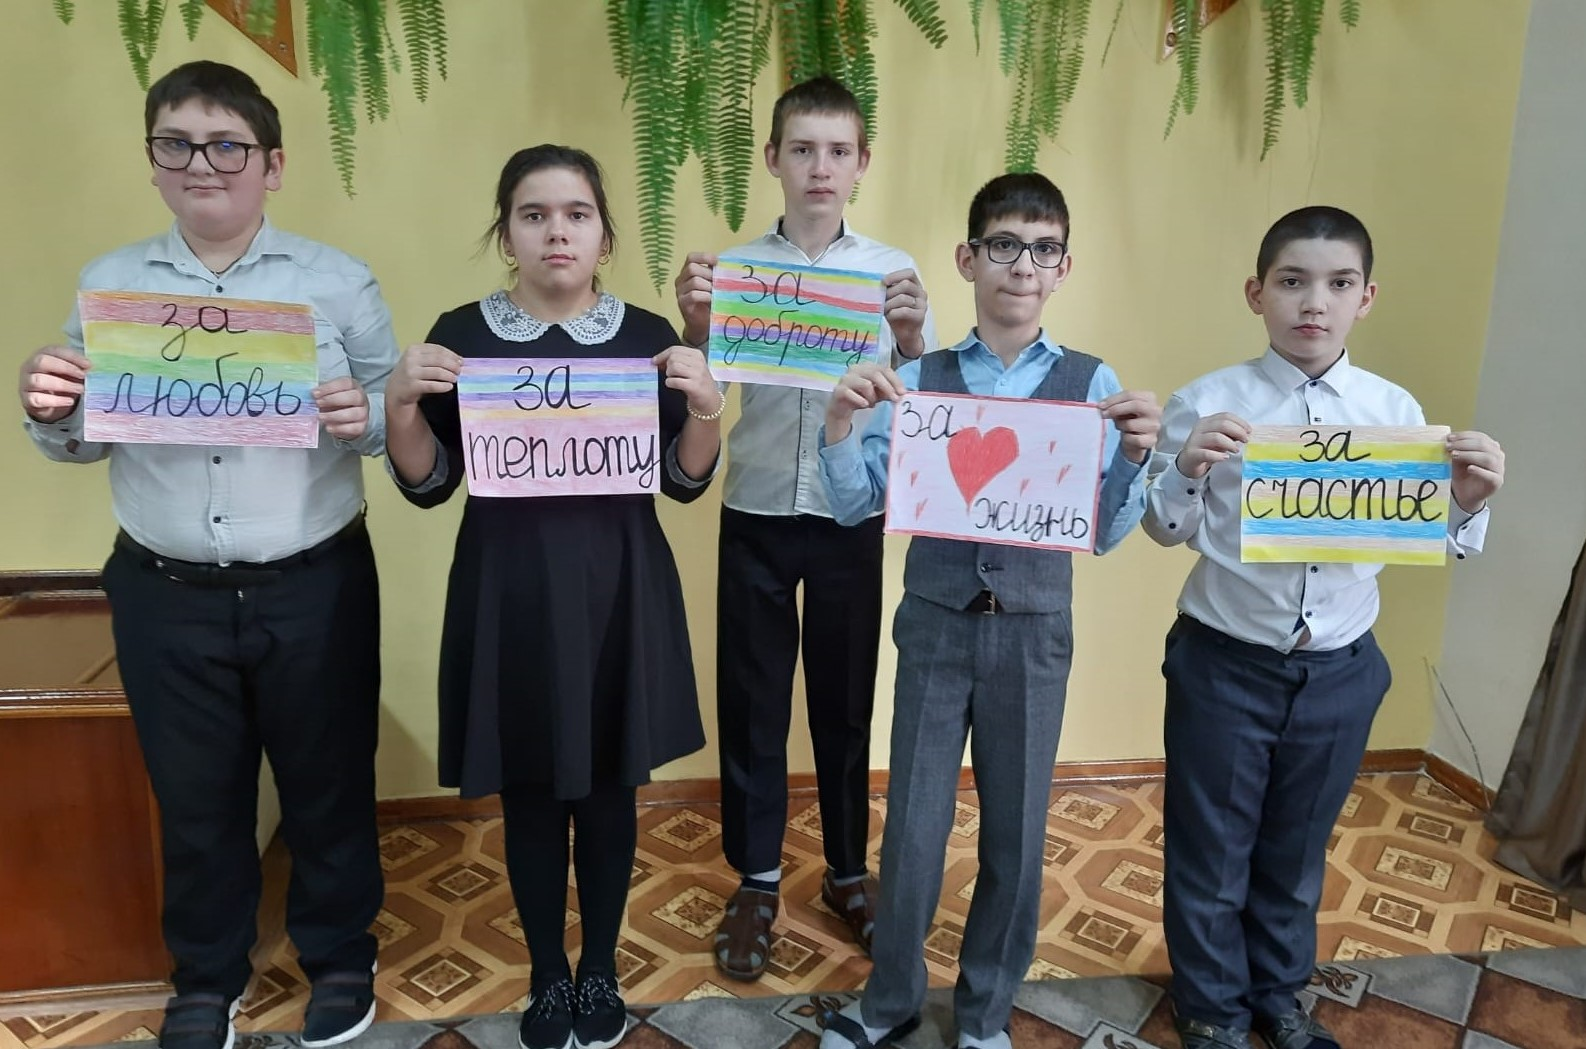 за
любовь
за
теплоту
за
доброту
за
жизнь
за
счастье